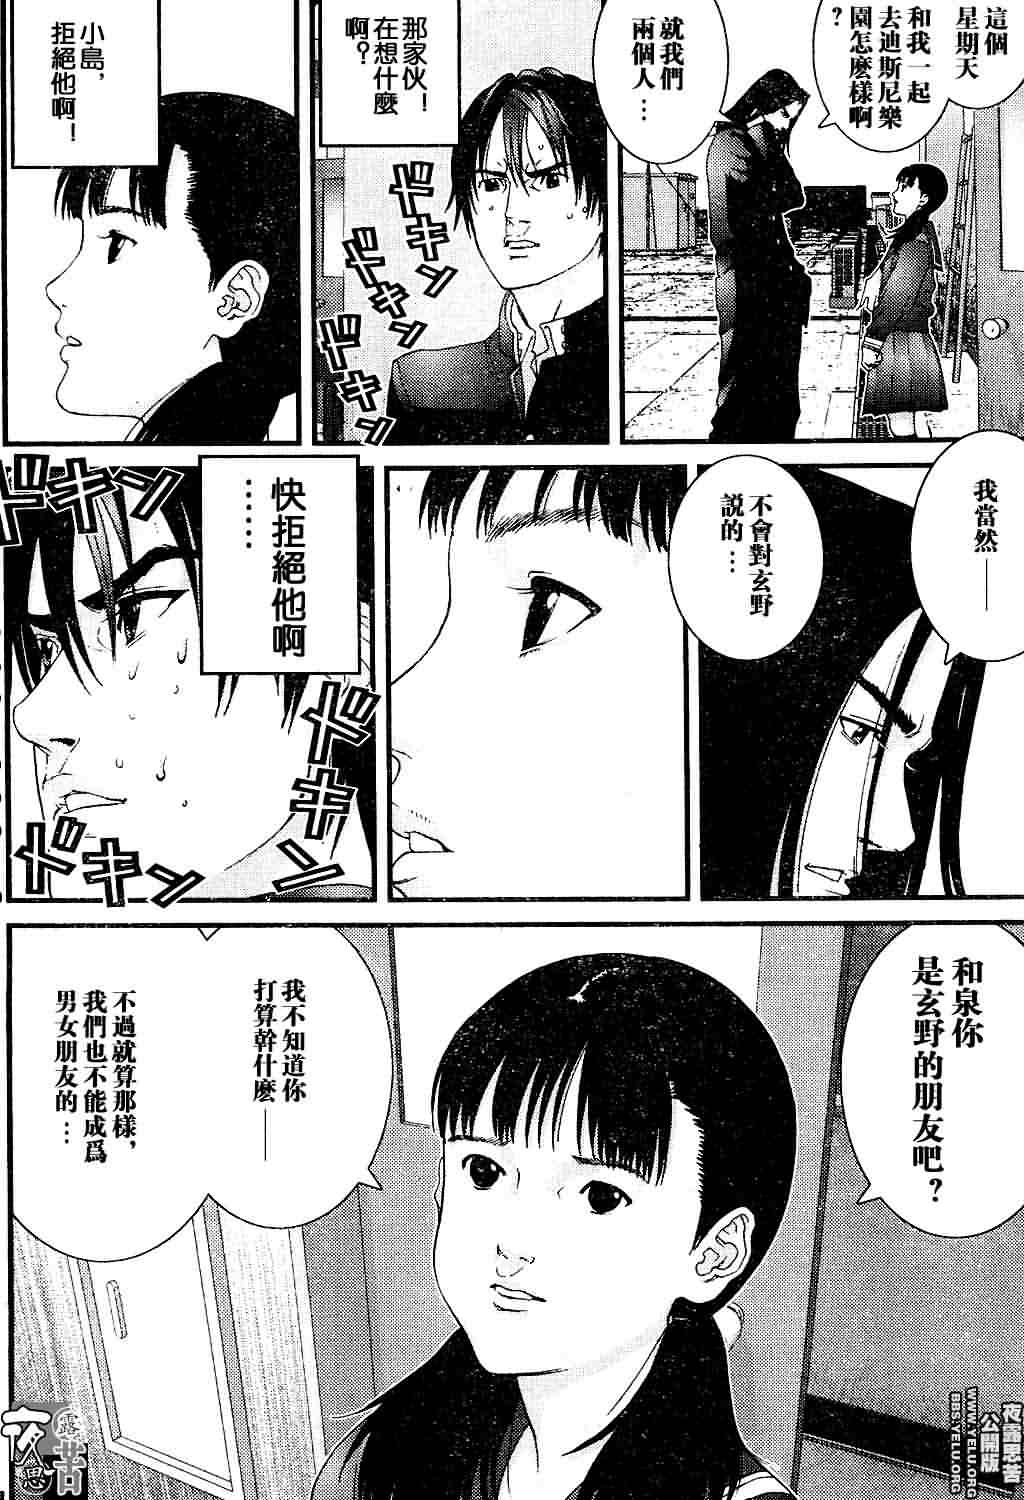 這個
星期天
和我一起
去迪斯尼樂
園怎麽樣啊
?
就我們
兩個人…
那家伙!
在想什麼
啊?
ドキン
ドキン
ドキン
小島,
拒絕他啊!
我當然——
不會對玄野
説的…
快拒絕他啊
……
ドキン
ドキン
ドキン
和泉你
是玄野的朋友吧?
我不知道你
打算幹什麽——
不過就算那樣,
我們也不能成爲
男女朋友的…
夜露思苦
公開版
WWW.YELU.ORG
BBS.YELU.ORG
夜露思苦